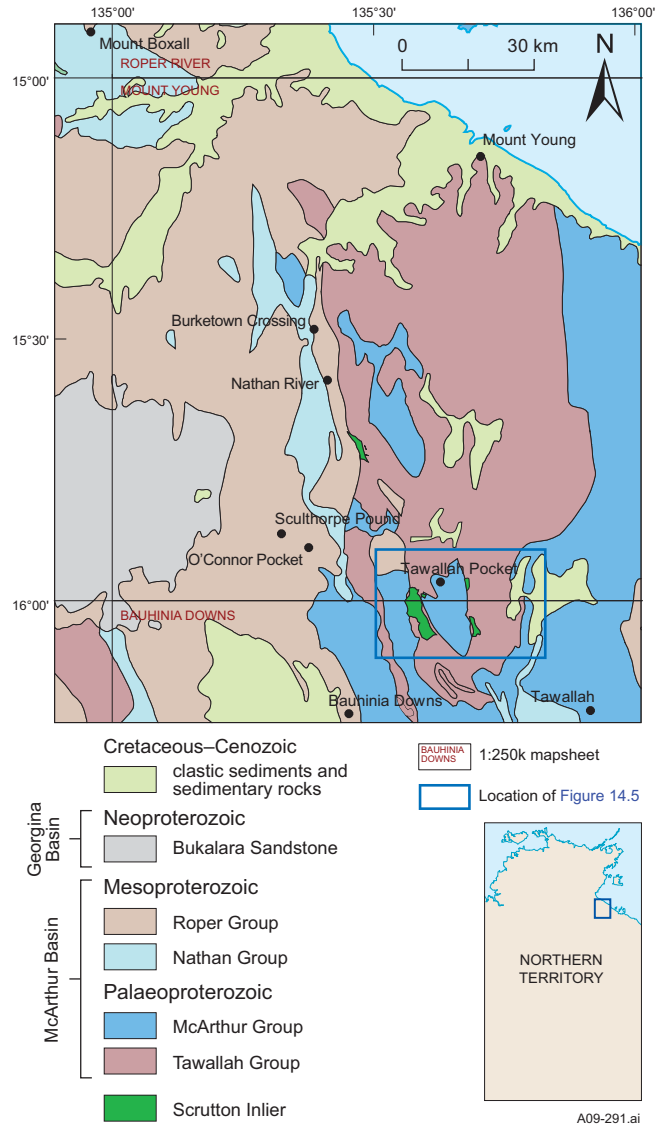 135°00' 135°30' 136°00'
Mount Boxall
0 30 km
N
ROPER RIVER
15°00'
MOUNT YOUNG
Mount Young
Burketown Crossing
15°30'
Nathan River
Sculthorpe Pound
O'Connor Pocket
Tawallah Pocket
16°00'
BAUHINIA DOWNS
Bauhinia Downs
Tawallah
Cretaceous–Cenozoic
clastic sediments and
sedimentary rocks
BAUHINIA
DOWNS
1:250k mapsheet
Location of Figure 14.5
Georgina
Basin
Neoproterozoic
Bukalara Sandstone
McArthur Basin
Mesoproterozoic
Roper Group
Nathan Group
Palaeoproterozoic
McArthur Group
Tawallah Group
Scrutton Inlier
NORTHERN
TERRITORY
A09-291.ai